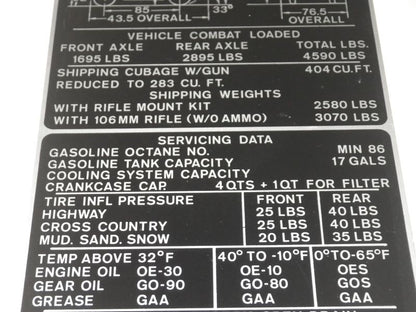 85
43.5 OVERALL
33°
76.5
OVERALL
VEHICLE COMBAT LOADED
FRONT AXLE REAR AXLE TOTAL LBS.
1695 LBS 2895 LBS 4590 LBS.
SHIPPING CUBAGE W/GUN 404 CU.FT.
REDUCED TO 283 CU. FT.
SHIPPING WEIGHTS
WITH RIFLE MOUNT KIT 2580 LBS
WITH 106MM RIFLE (W/O AMMO) 3070 LBS
SERVICING DATA
GASOLINE OCTANE NO. MIN 86
GASOLINE TANK CAPACITY 17 GALS
COOLING SYSTEM CAPACITY
CRANKCASE CAP 4 QTS + 1 QT FOR FILTER
TIRE INFL PRESSURE FRONT REAR
HIGHWAY 25 LBS 40 LBS
CROSS COUNTRY 25 LBS 40 LBS
MUD. SAND. SNOW 20 LBS 35 LBS
TEMP ABOVE 32°F 40° TO -10°F 0° TO -65°F
ENGINE OIL OE-30 OE-10 OES
GEAR OIL GO-90 GO-80 GOS
GREASE GAA GAA GAA